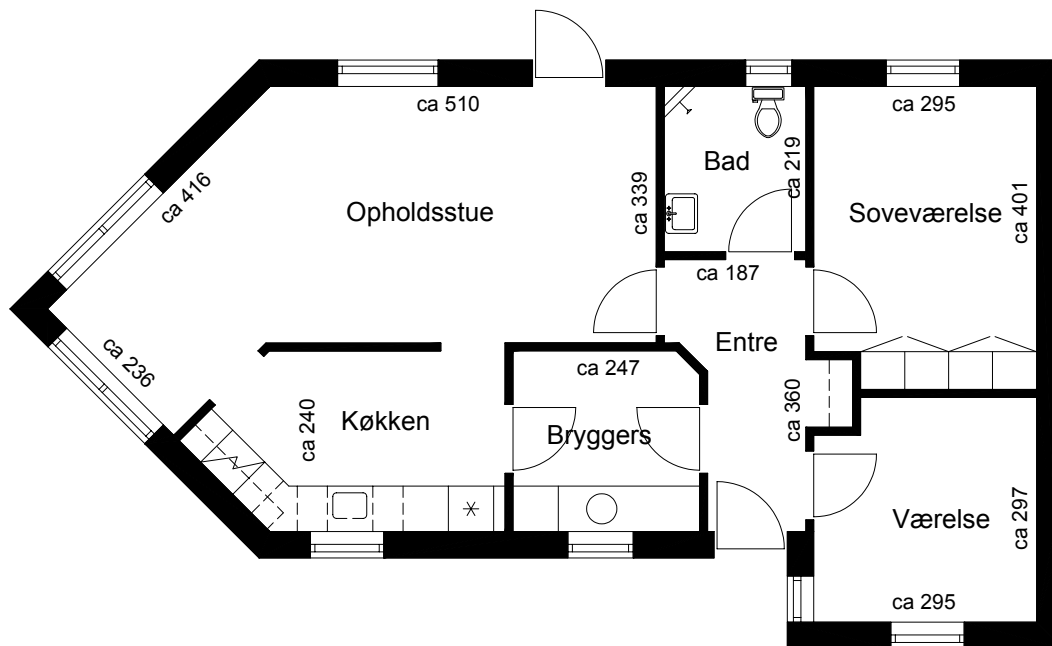 ca 510
ca 295
ca 416
ca 339
Bad
ca 219
Opholdsstue
Soveværelse
ca 401
ca 187
Entre
ca 236
ca 247
ca 240
Køkken
Bryggers
ca 360
Værelse
ca 297
ca 295